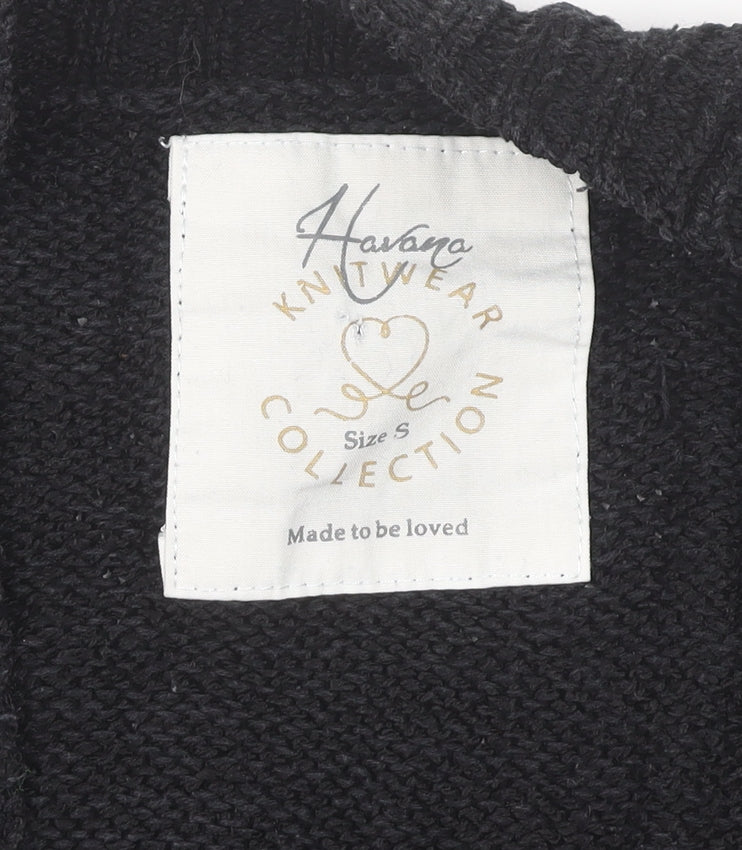 Havana
KNITWEAR
Size S
COLLECTION
Made to be loved